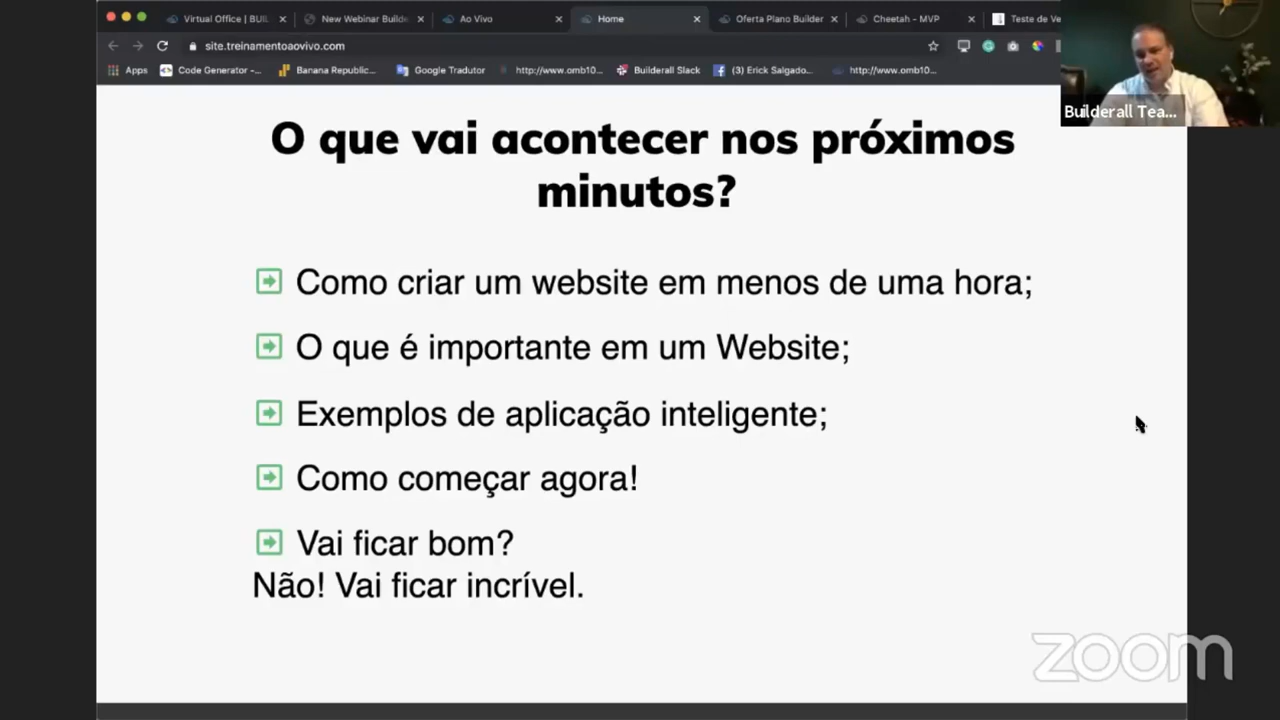 Virtual Office | BUIL
New Webinar Builde
Ao Vivo
Home
Oferta Plano Builder
Cheetah - MVP
Teste de Ve
site.treinamentoaovivo.com
Apps
Code Generator -...
Banana Republic...
Google Tradutor
http://www.omb10...
Builderall Slack
(3) Erick Salgado...
http://www.omb10...
Builderall Tea...
O que vai acontecer nos próximos
minutos?
Como criar um website em menos de uma hora;
O que é importante em um Website;
Exemplos de aplicação inteligente;
Como começar agora!
Vai ficar bom?
Não! Vai ficar incrível.
zoom